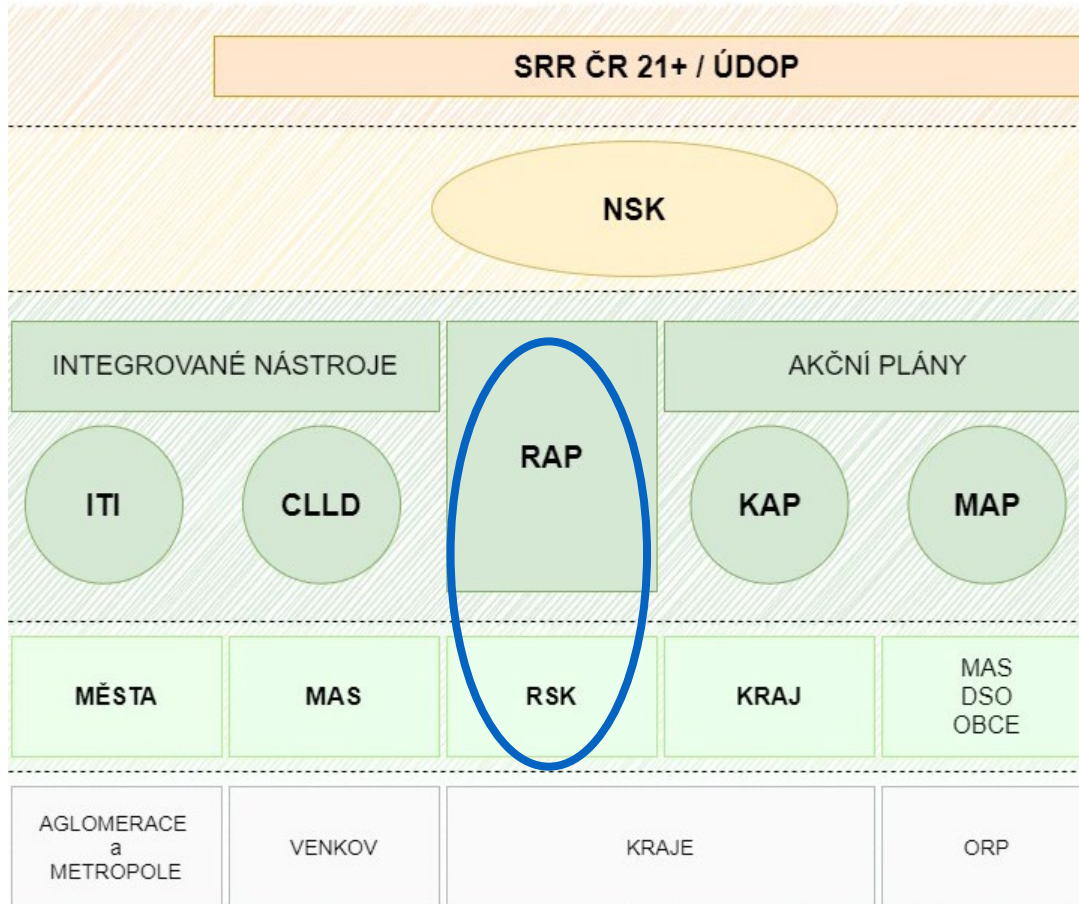 SRR ČR 21+ / ÚDOP
NSK
INTEGROVANÉ NÁSTROJE
RAP
AKČNÍ PLÁNY
ITI
CLLD
KAP
MAP
MĚSTA
MAS
RSK
KRAJ
MAS
DSO
OBCE
AGLOMERACE
a
METROPOLE
VENKOV
KRAJE
ORP